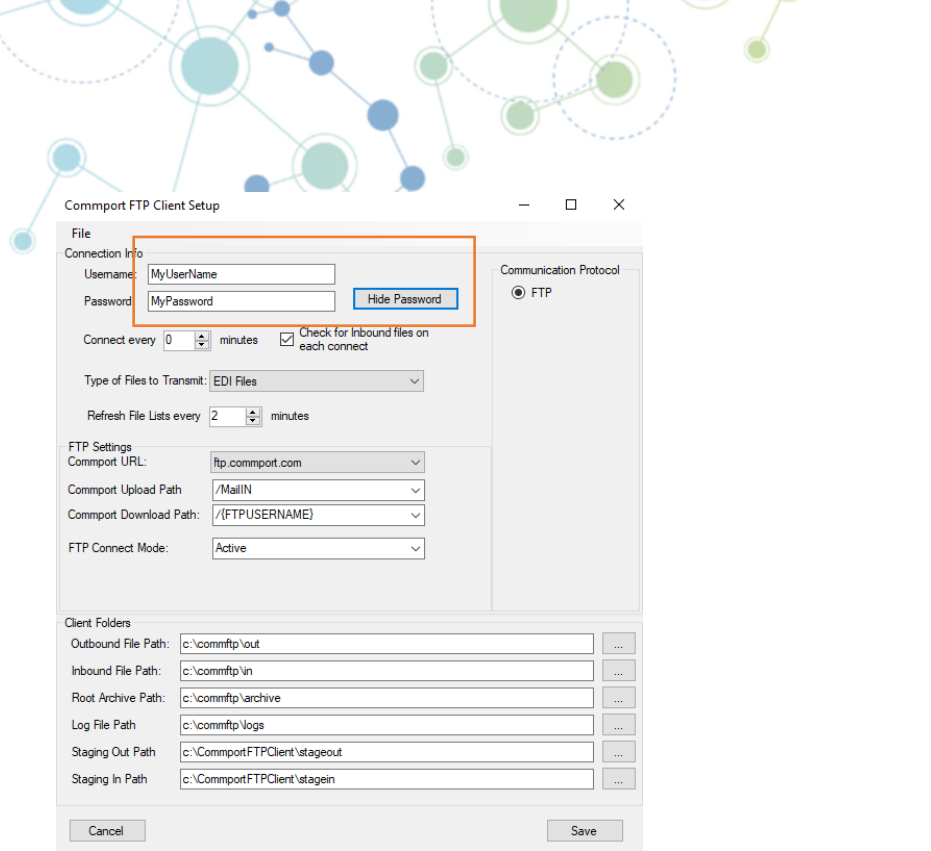 Commport FTP Client Setup
File
Connection Info
Communication Protocol
Username: MyUserName
FTP
Password MyPassword Hide Password
Connect every 0 minutes Check for Inbound files on
each connect
Type of Files to Transmit: EDI Files
Refresh File Lists every 2 minutes
FTP Settings
Commport URL: ftp.commport.com
Commport Upload Path /MailIN
Commport Download Path: /{FTPUSERNAME}
FTP Connect Mode: Active
Client Folders
Outbound File Path: c:\commftp\out ...
Inbound File Path: c:\commftp\in ...
Root Archive Path: c:\commftp\archive ...
Log File Path c:\commftp\logs ...
Staging Out Path c:\CommportFTPClient\stageout ...
Staging In Path c:\CommportFTPClient\stagein ...
Cancel Save